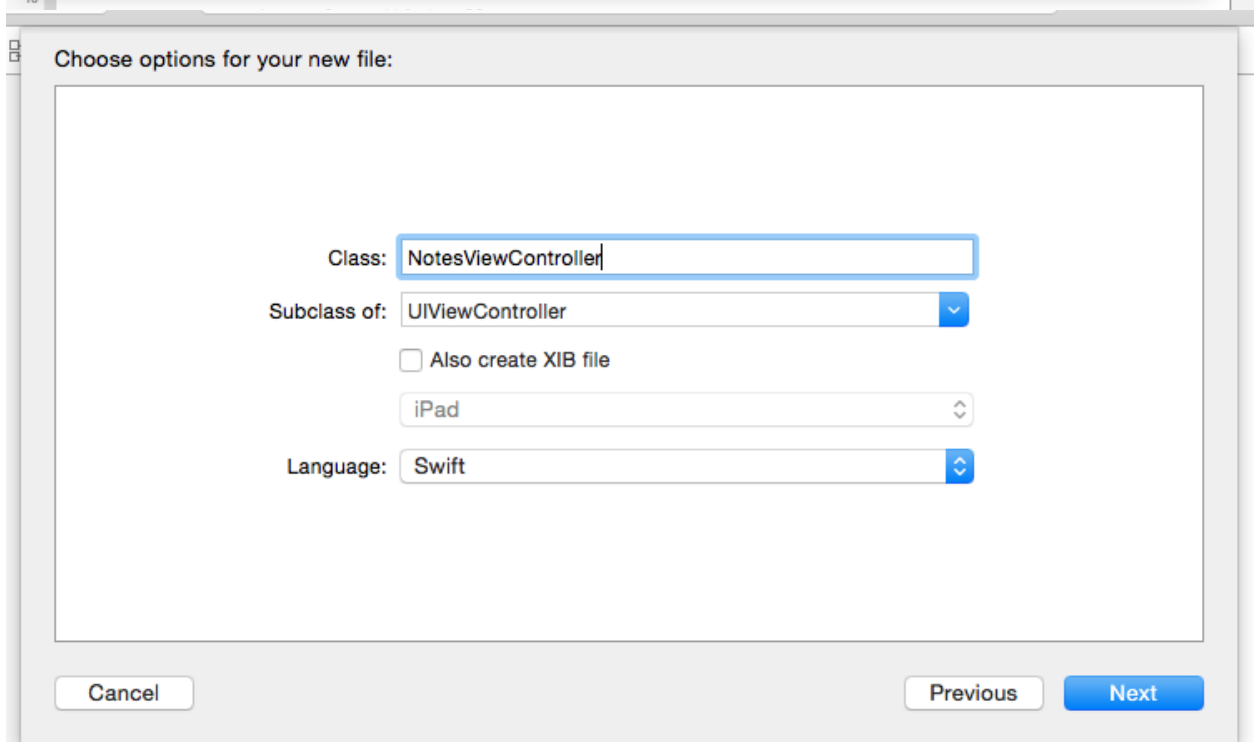 Choose options for your new file:
Class: NotesViewController
Subclass of: UIViewController
Also create XIB file
iPad
Language: Swift
Cancel Previous Next